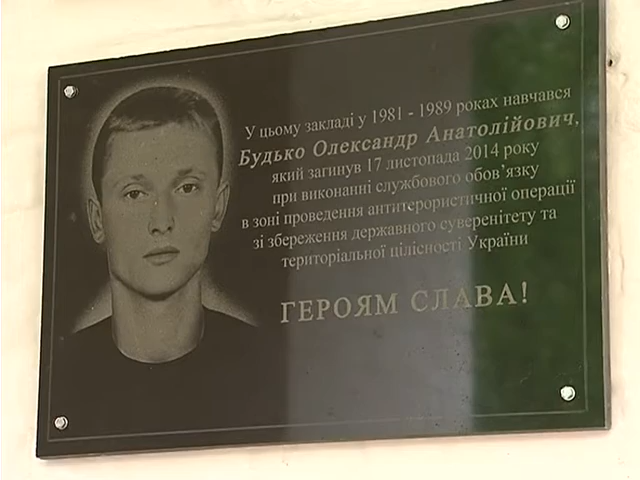 У цьому закладі у 1981 - 1989 роках навчався
Будько Олександр Анатолійович,
який загинув 17 листопада 2014 року
при виконанні службового обов'язку
в зоні проведення антитерористичної операції
зі збереження державного суверенітету та
територіальної цілісності України
ГЕРОЯМ СЛАВА!